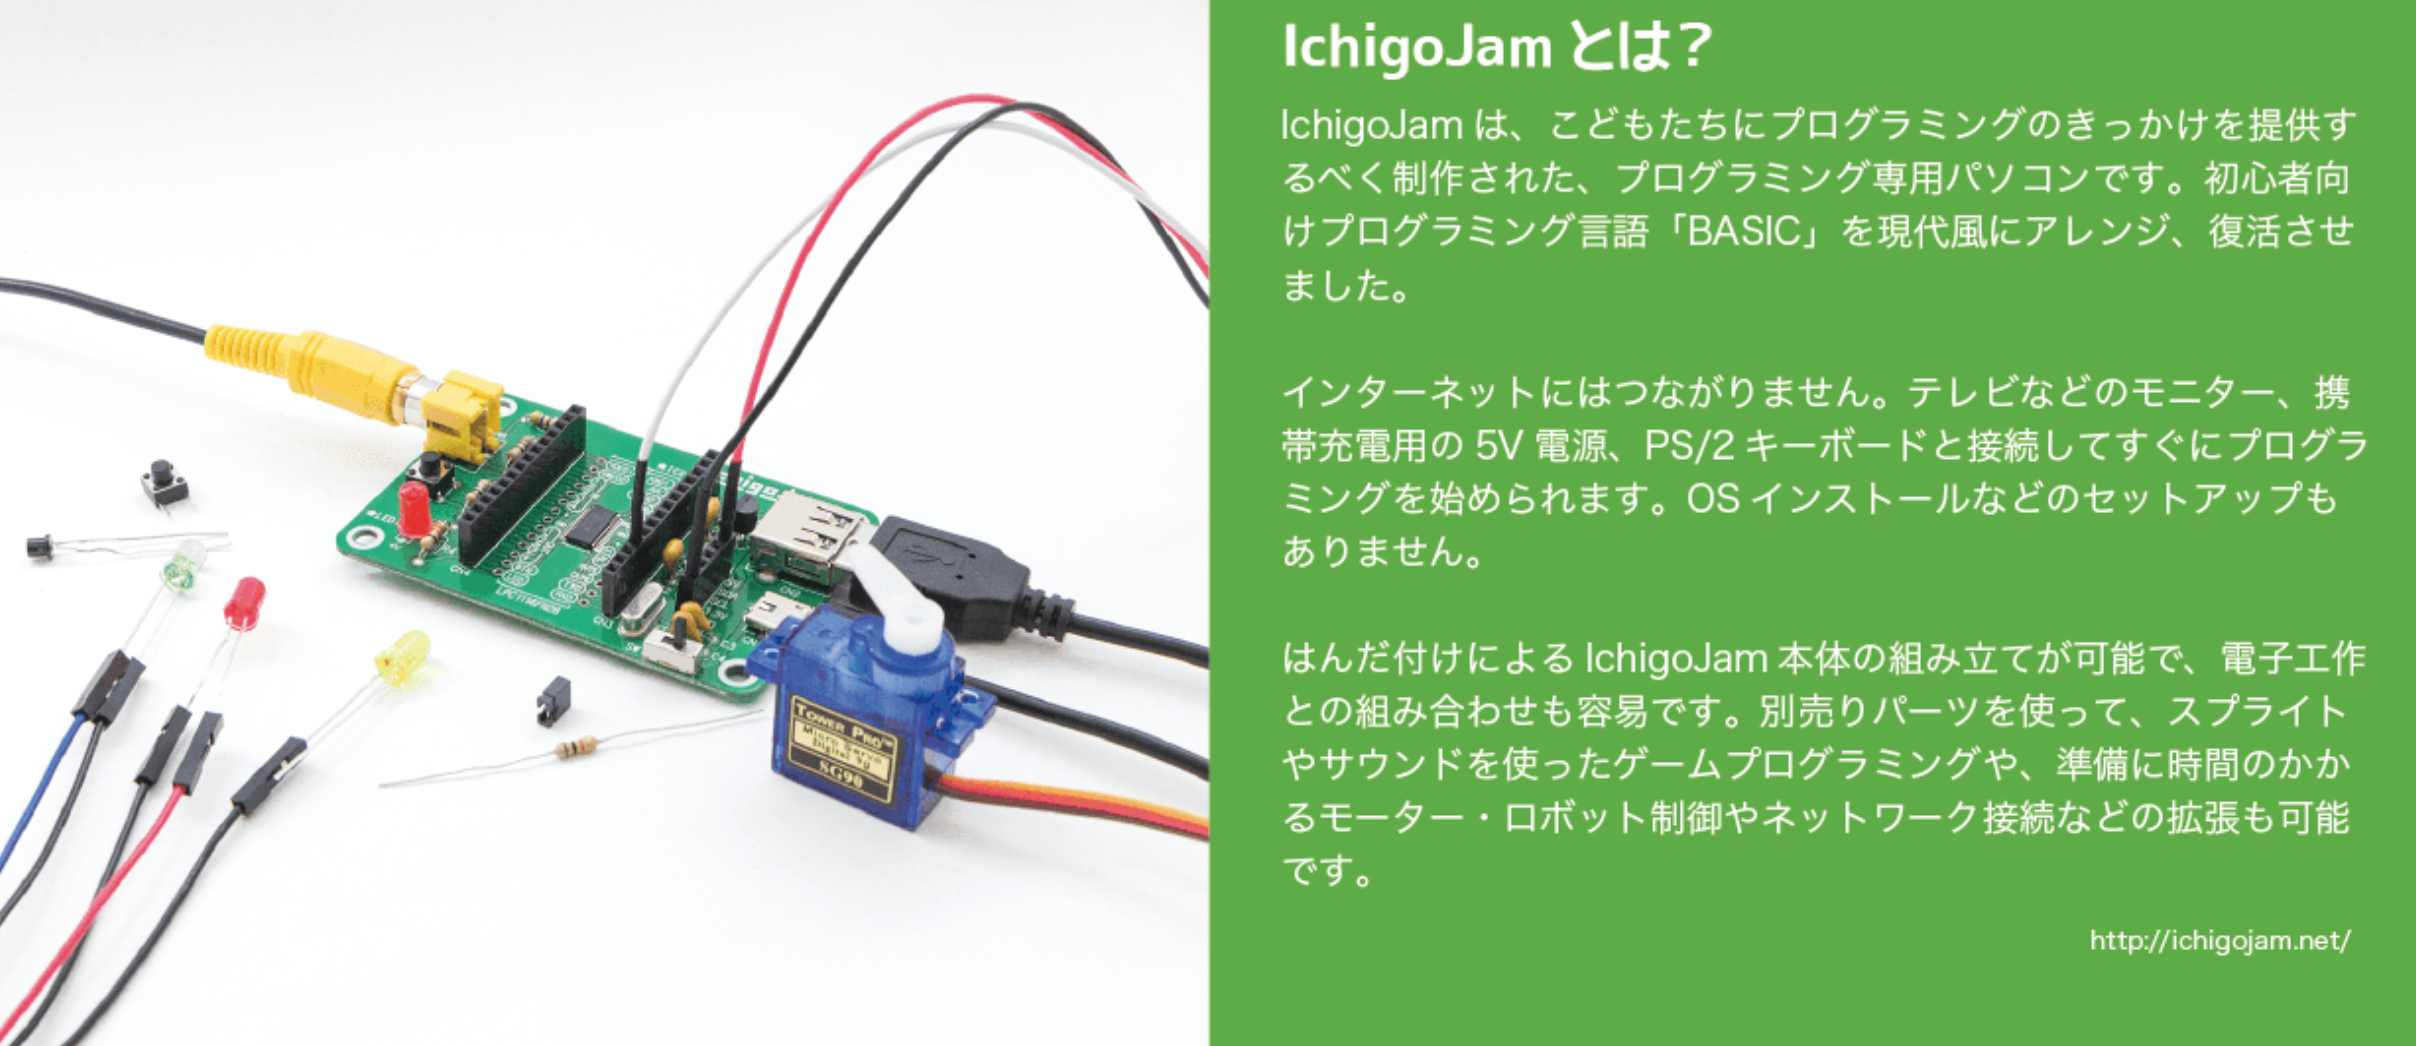 IchigoJam とは？
IchigoJam は、こどもたちにプログラミングのきっかけを提供す
るべく制作された、プログラミング専用パソコンです。初心者向
けプログラミング言語「BASIC」を現代風にアレンジ、復活させ
ました。
インターネットにはつながりません。テレビなどのモニター、携
帯充電用の 5V 電源、PS/2 キーボードと接続してすぐにプログラ
ミングを始められます。OS インストールなどのセットアップも
ありません。
はんだ付けによる IchigoJam 本体の組み立てが可能で、電子工作
との組み合わせも容易です。別売りパーツを使って、スプライト
やサウンドを使ったゲームプログラミングや、準備に時間のかか
るモーター・ロボット制御やネットワーク接続などの拡張も可能
です。
http://ichigojam.net/
TOWER PRO™
Micro Servo
Digital 9g
SG90